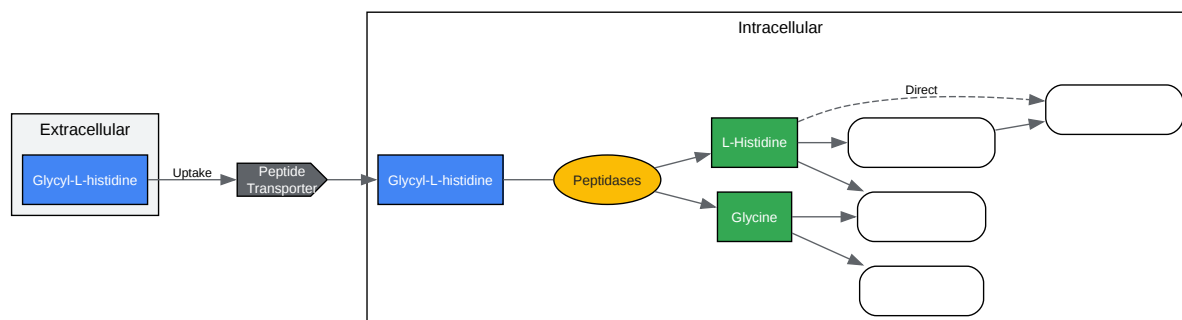 Intracellular
Extracellular
Glycyl-L-histidine
Uptake
Peptide
Transporter
Glycyl-L-histidine
Peptidases
L-Histidine
Glycine
Direct